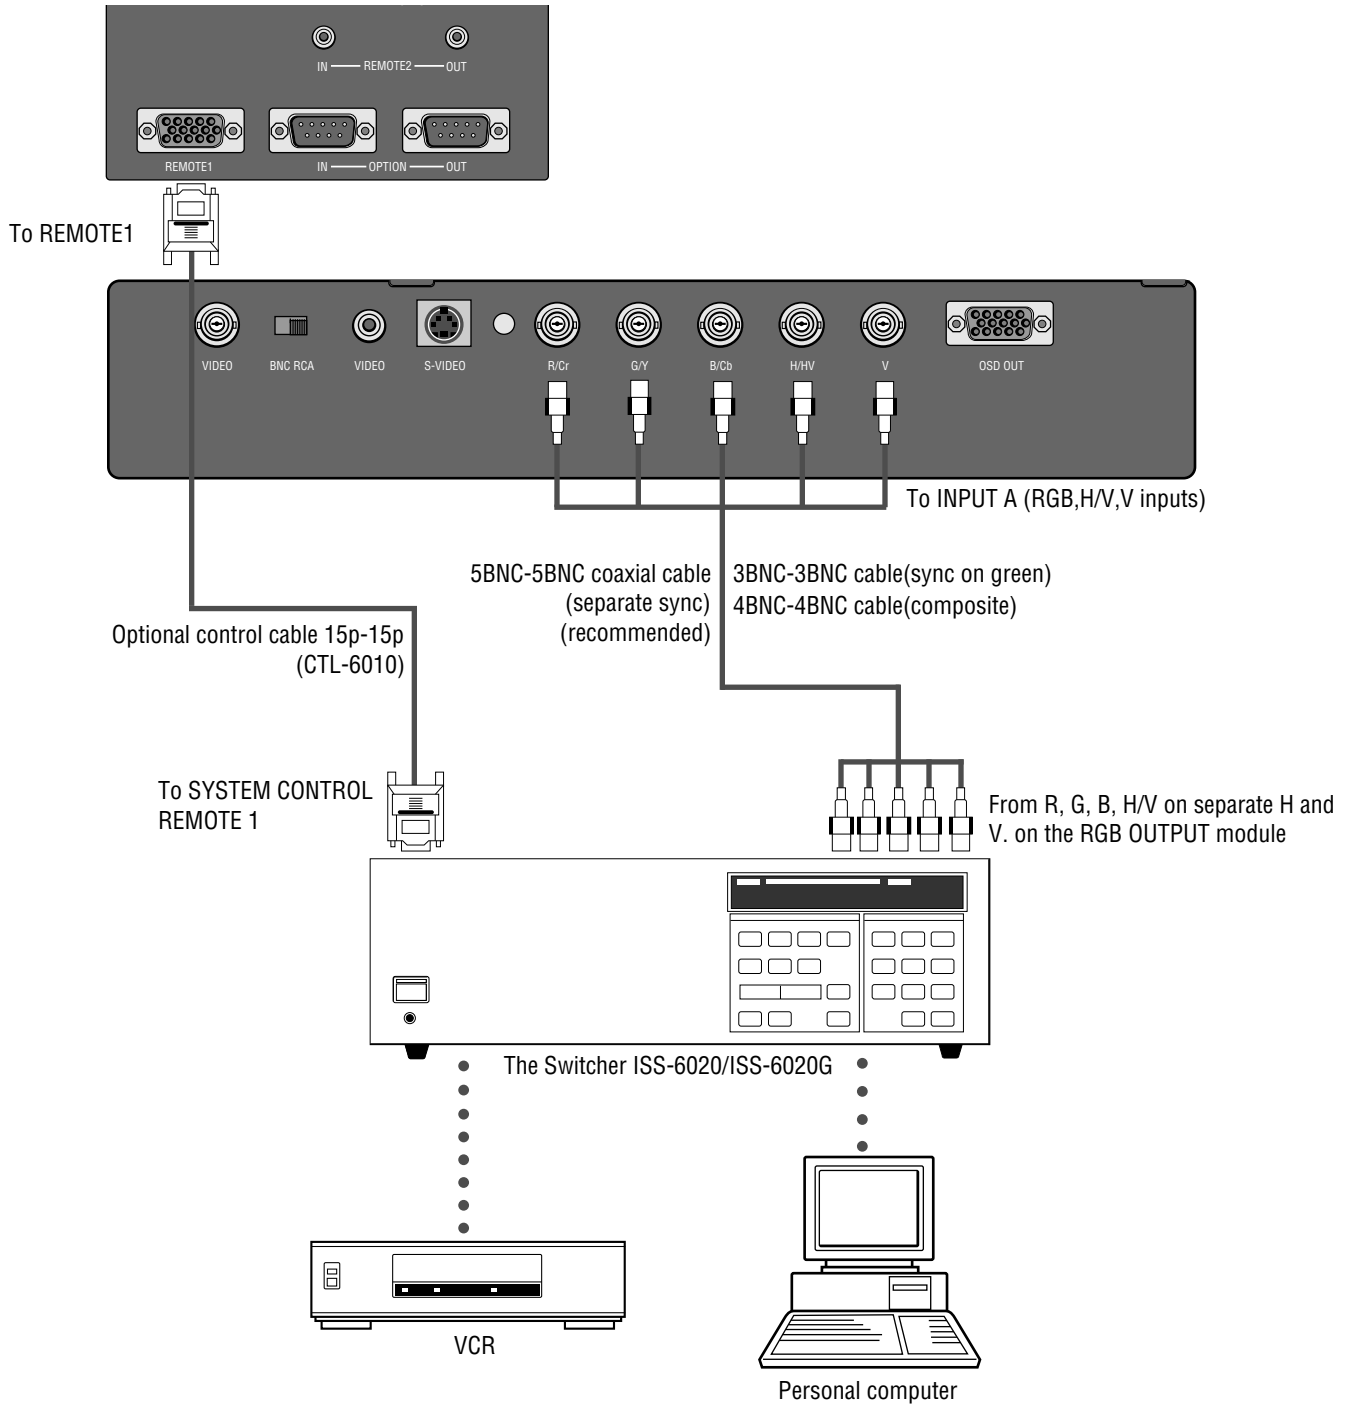 IN REMOTE2 OUT
REMOTE1 IN OPTION OUT
To REMOTE1
VIDEO BNC RCA VIDEO S-VIDEO R/Cr G/Y B/Cb H/HV V OSD OUT
To INPUT A (RGB,H/V,V inputs)
5BNC-5BNC coaxial cable
(separate sync)
(recommended)
3BNC-3BNC cable(sync on green)
4BNC-4BNC cable(composite)
Optional control cable 15p-15p
(CTL-6010)
To SYSTEM CONTROL
REMOTE 1
From R, G, B, H/V on separate H and
V. on the RGB OUTPUT module
The Switcher ISS-6020/ISS-6020G
VCR
Personal computer